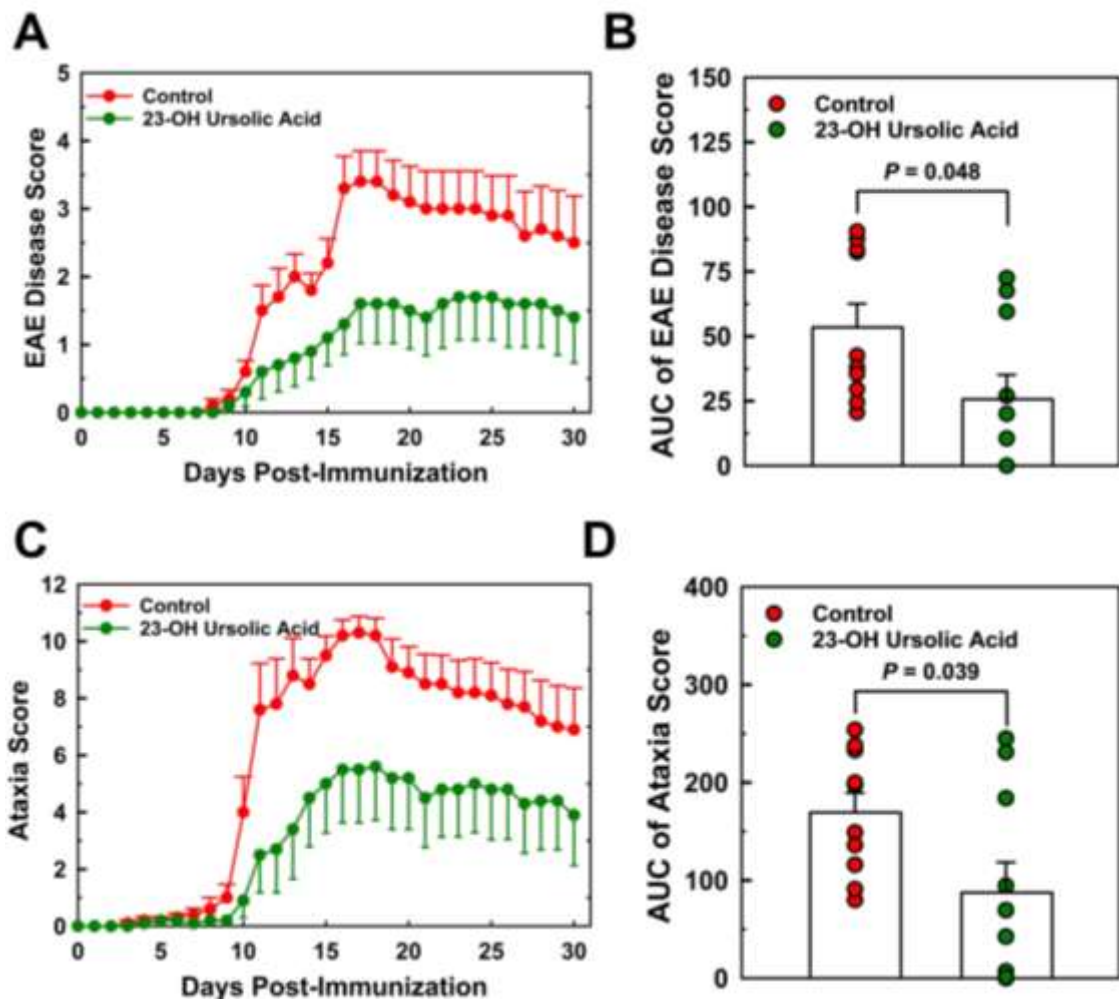 A
5
4
3
2
1
0
EAE Disease Score
Control
23-OH Ursolic Acid
0 5 10 15 20 25 30
Days Post-Immunization
B
150
125
100
75
50
25
0
AUC of EAE Disease Score
Control
23-OH Ursolic Acid
P = 0.048
C
12
10
8
6
4
2
0
Ataxia Score
Control
23-OH Ursolic Acid
0 5 10 15 20 25 30
Days Post-Immunization
D
400
300
200
100
0
AUC of Ataxia Score
Control
23-OH Ursolic Acid
P = 0.039